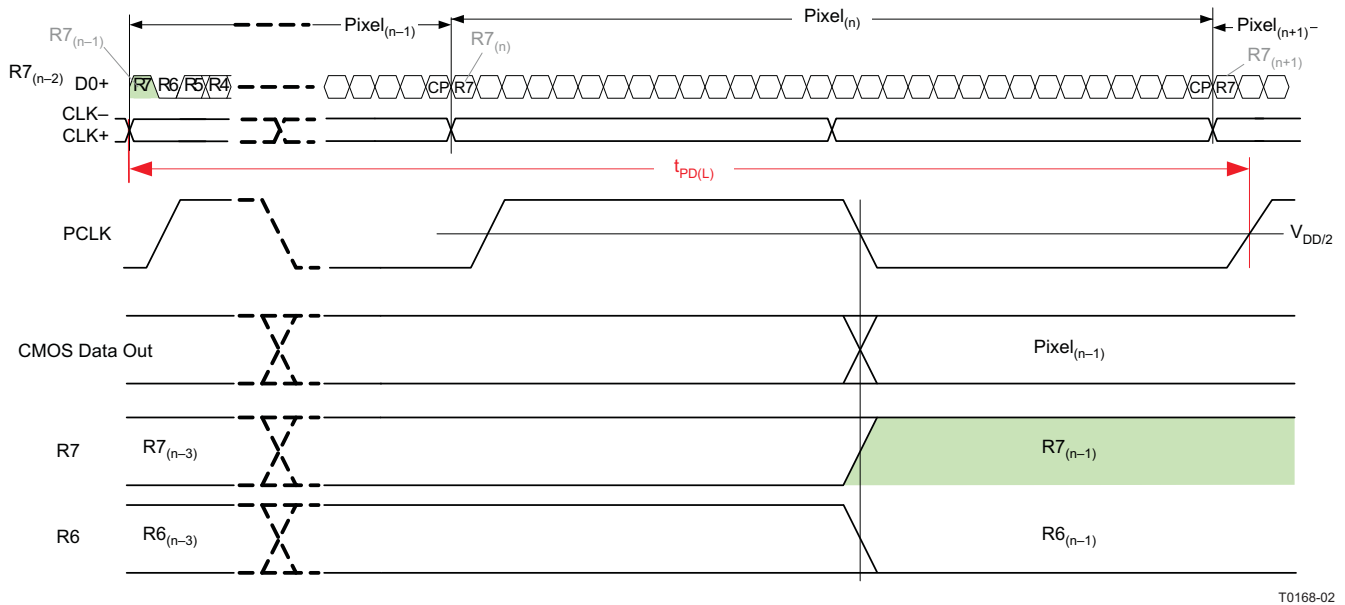 Pixel(n–1) Pixel(n) Pixel(n+1)–
R7(n–1) R7(n) R7(n+1)
R7(n–2) D0+ R7 R6 R5 R4 CP R7 CP R7
CLK–
CLK+
tPD(L)
PCLK VDD/2
CMOS Data Out Pixel(n–1)
R7 R7(n–3) R7(n–1)
R6 R6(n–3) R6(n–1)
T0168-02